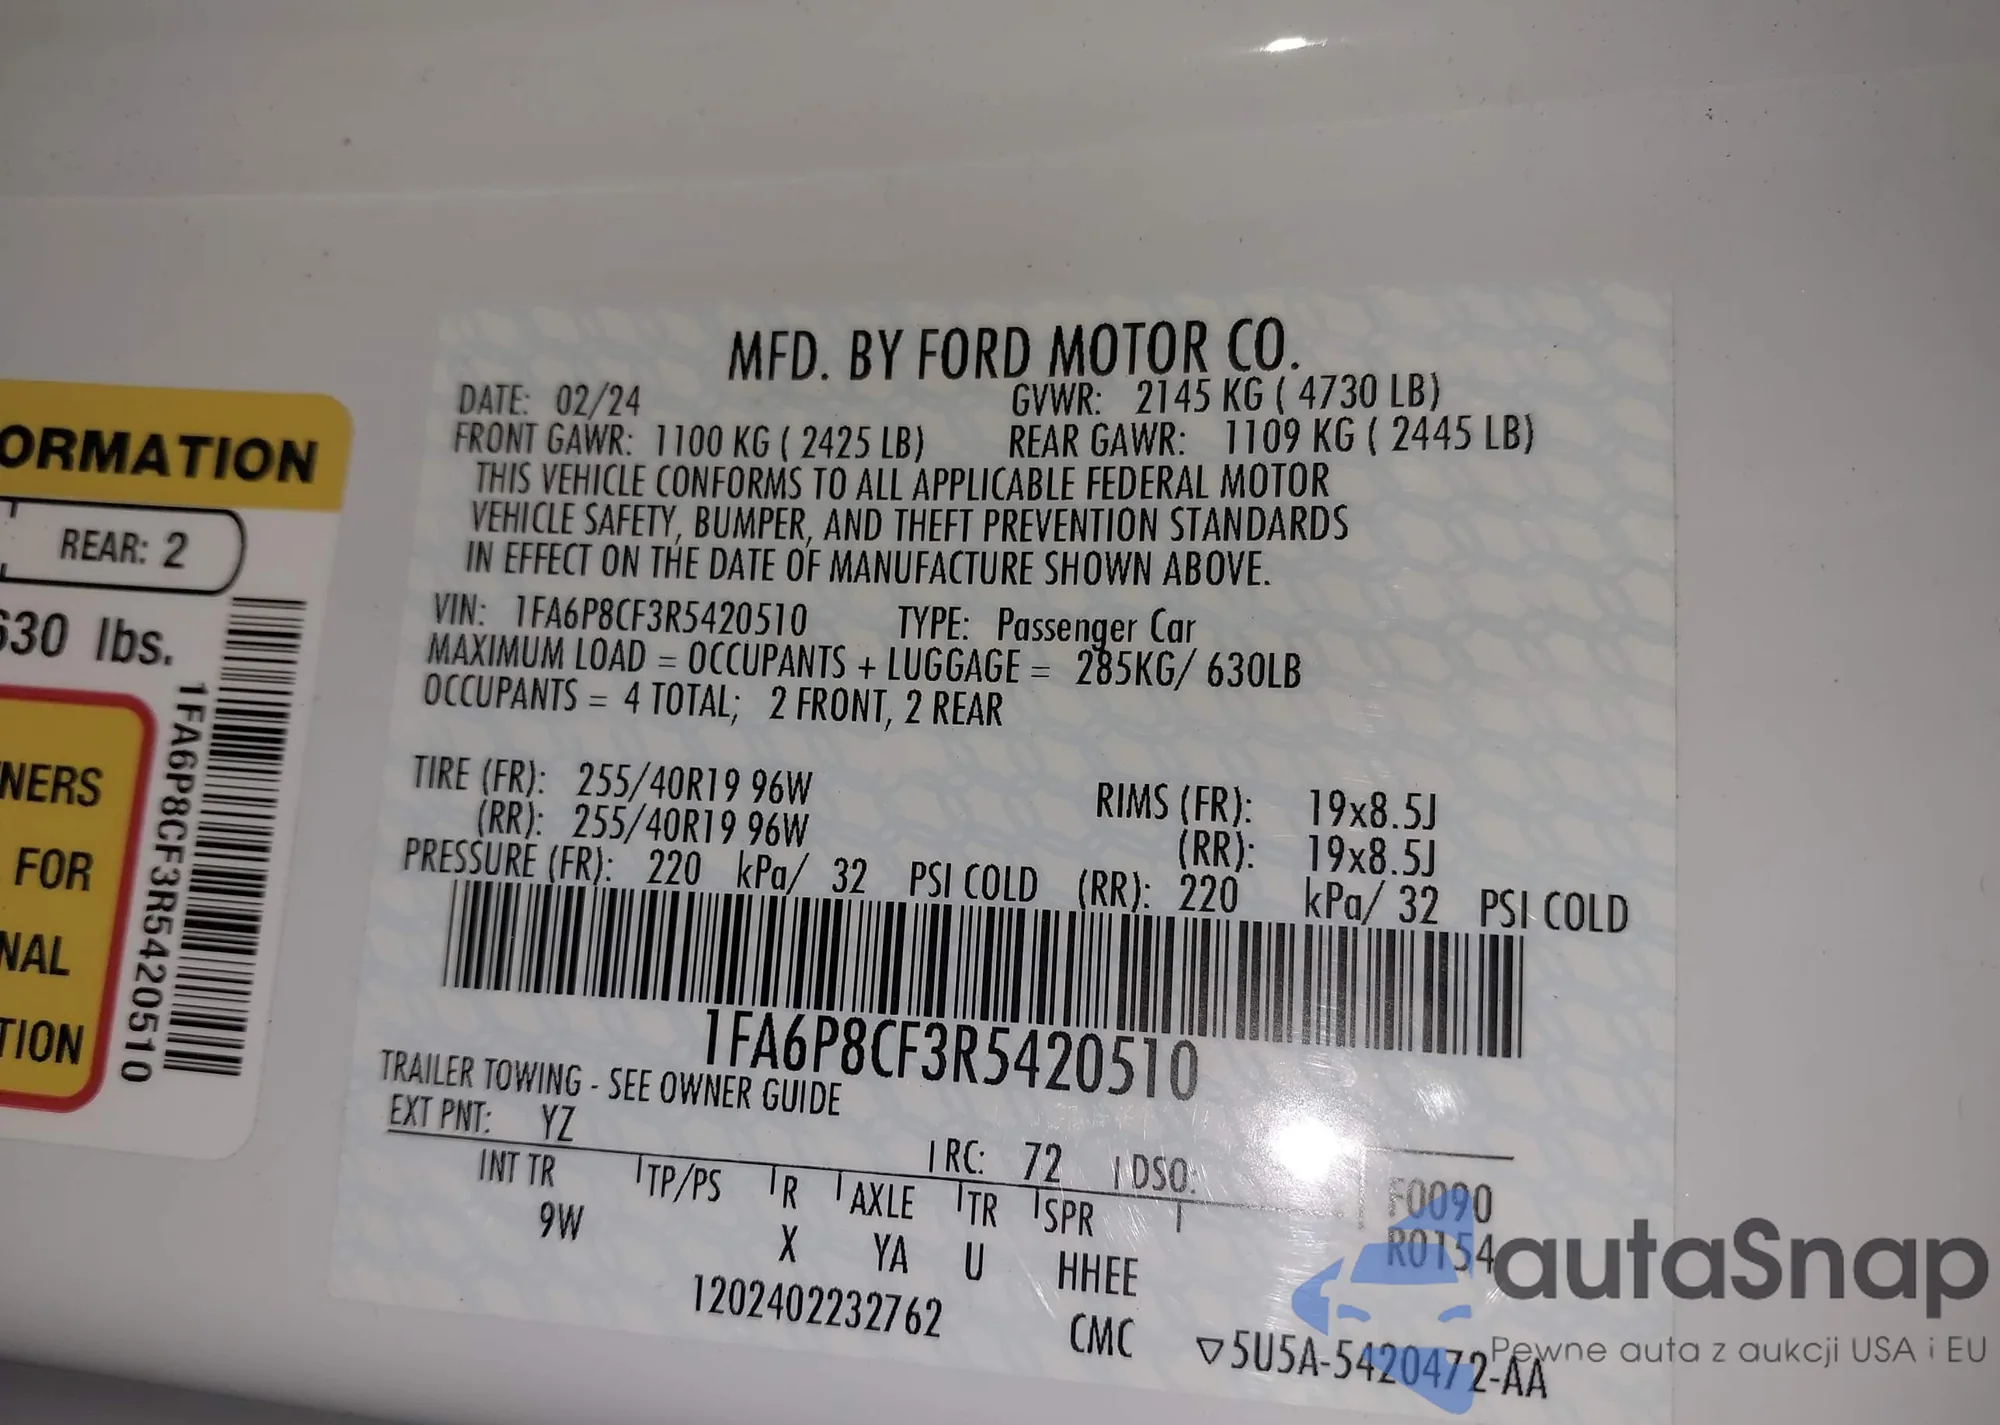 ORMATION
REAR: 2
630 lbs.
NERS
FOR
NAL
TION
1FA6P8CF3R5420510
MFD. BY FORD MOTOR CO.
DATE: 02/24 GVWR: 2145 KG ( 4730 LB)
FRONT GAWR: 1100 KG ( 2425 LB) REAR GAWR: 1109 KG ( 2445 LB)
THIS VEHICLE CONFORMS TO ALL APPLICABLE FEDERAL MOTOR
VEHICLE SAFETY, BUMPER, AND THEFT PREVENTION STANDARDS
IN EFFECT ON THE DATE OF MANUFACTURE SHOWN ABOVE.
VIN: 1FA6P8CF3R5420510 TYPE: Passenger Car
MAXIMUM LOAD = OCCUPANTS + LUGGAGE = 285KG/ 630LB
OCCUPANTS = 4 TOTAL; 2 FRONT, 2 REAR
TIRE (FR): 255/40R19 96W RIMS (FR): 19x8.5J
(RR): 255/40R19 96W (RR): 19x8.5J
PRESSURE (FR): 220 kPa/ 32 PSI COLD (RR): 220 kPa/ 32 PSI COLD
1FA6P8CF3R5420510
TRAILER TOWING - SEE OWNER GUIDE
EXT PNT: YZ RC: 72 DSO:
INT TR TP/PS R AXLE TR SPR F0090
9W X YA U HHEE R0154
1202402232762 CMC ▽5U5A-5420472-AA
autaSnap
Pewne auta z aukcji USA i EU